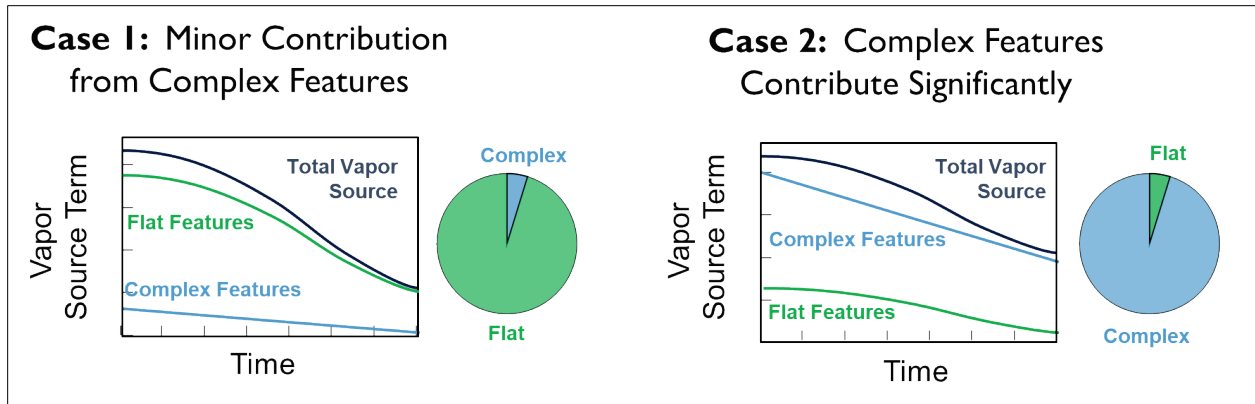 Case 1: Minor Contribution
from Complex Features
Vapor
Source Term
Total Vapor
Source
Flat Features
Complex Features
Time
Complex
Flat
Case 2: Complex Features
Contribute Significantly
Vapor
Source Term
Total Vapor
Source
Complex Features
Flat Features
Time
Flat
Complex